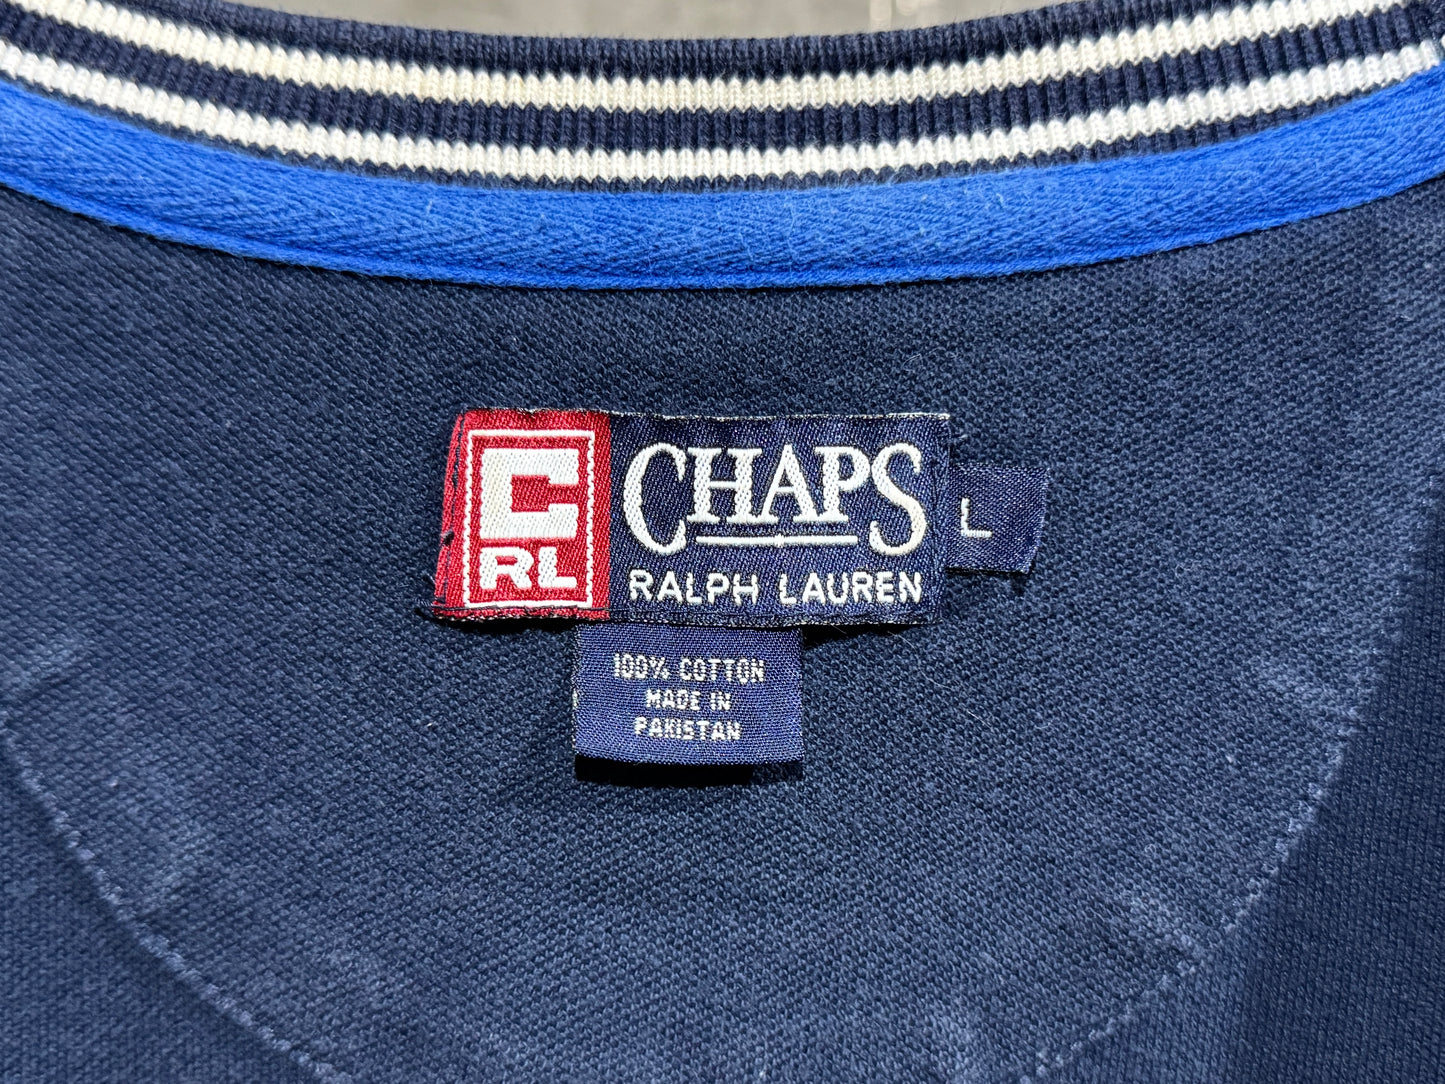 C
RL
CHAPS
RALPH LAUREN
L
100% COTTON
MADE IN
PAKISTAN